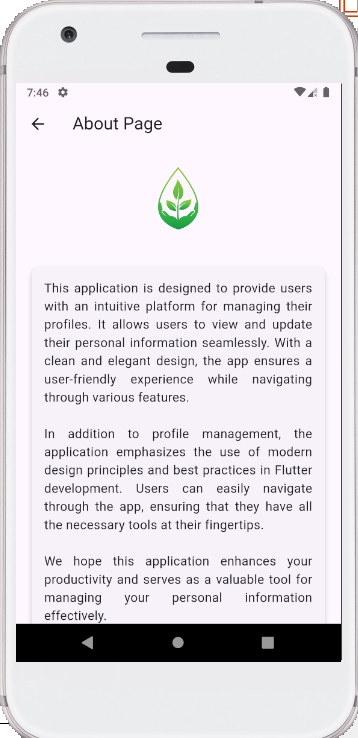 7:46
About Page
This application is designed to provide users
with an intuitive platform for managing their
profiles. It allows users to view and update
their personal information seamlessly. With a
clean and elegant design, the app ensures a
user-friendly experience while navigating
through various features.
In addition to profile management, the
application emphasizes the use of modern
design principles and best practices in Flutter
development. Users can easily navigate
through the app, ensuring that they have all
the necessary tools at their fingertips.
We hope this application enhances your
productivity and serves as a valuable tool for
managing your personal information
effectively.